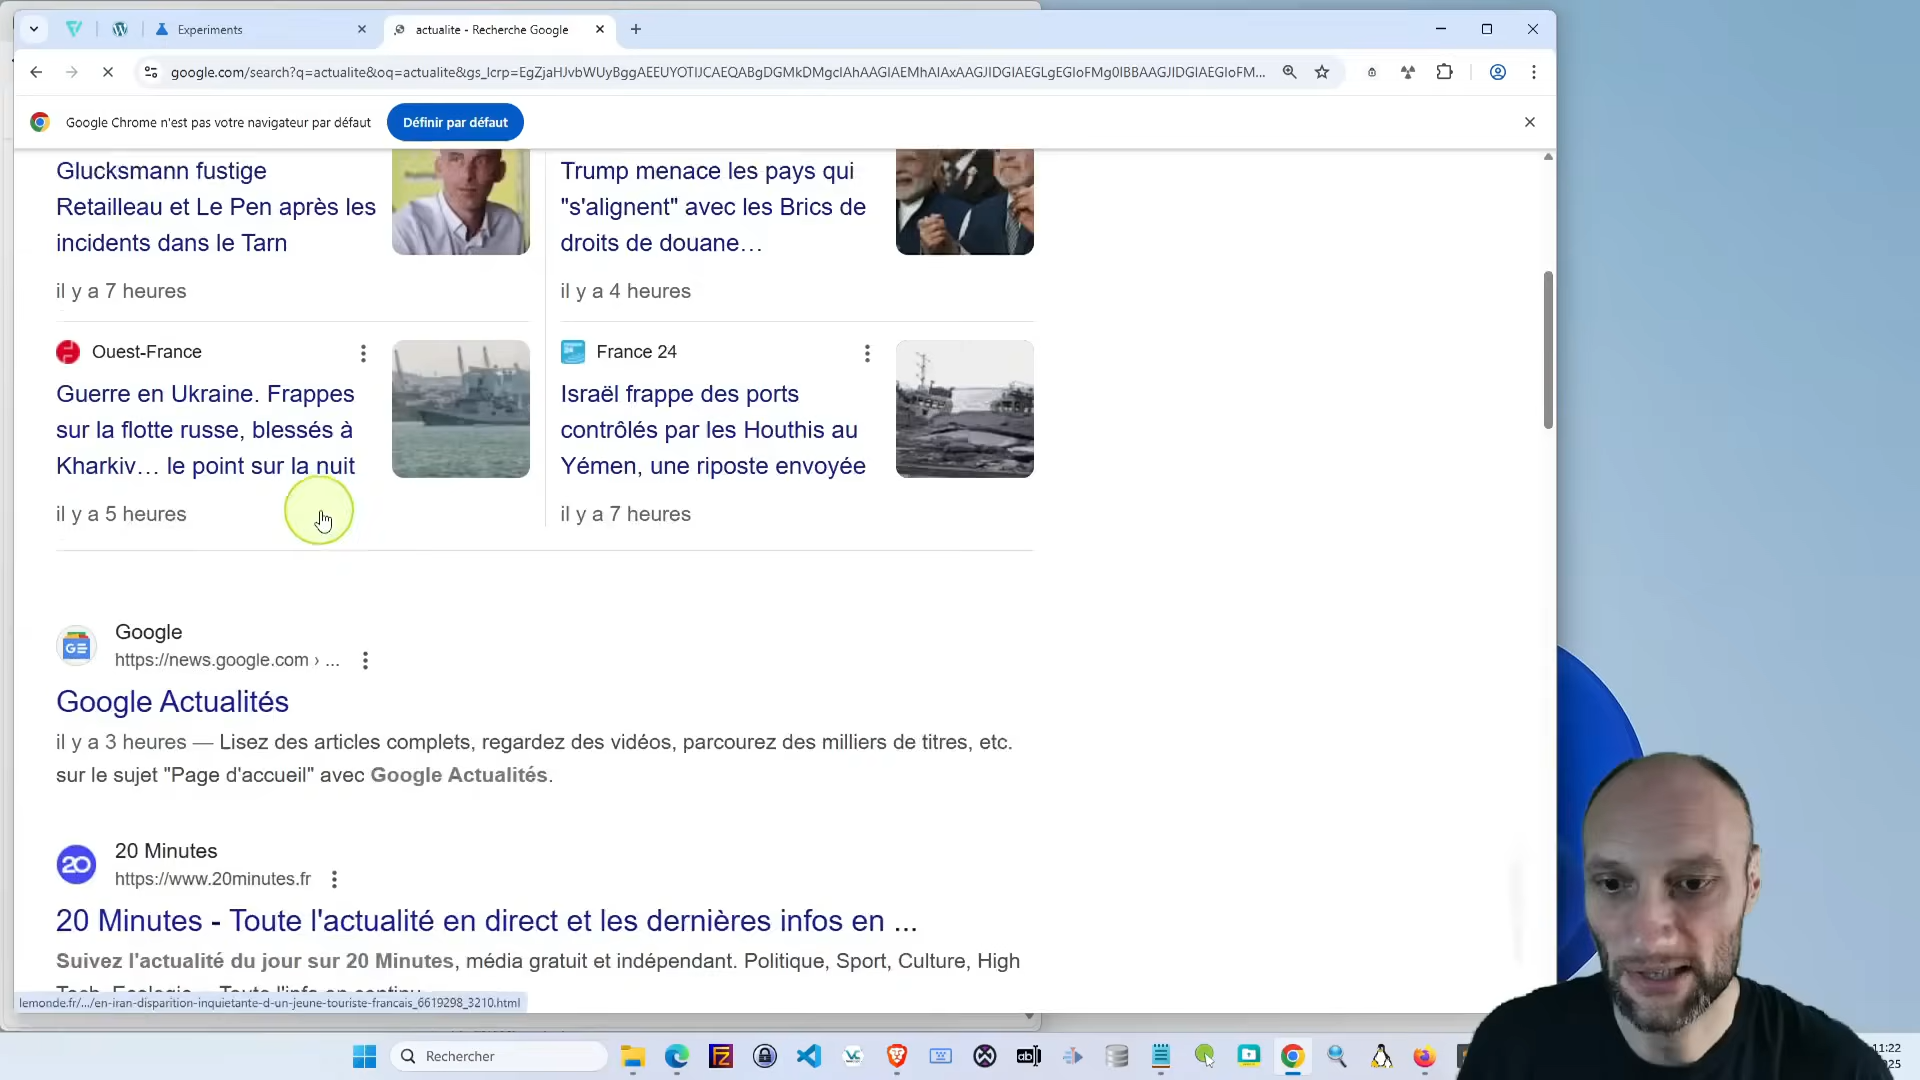 Experiments
actualite - Recherche Google
google.com/search?q=actualite&oq=actualite&gs_lcrp=EgZjaHJvbWUyBggAEEUYOTIJCAEQABgDGMkDMgcIAhAAGIAEMhAIAxAAGJIDGIAEGLgEGIoFMg0IBBAAGJIDGIAEGIoFM...
Google Chrome n'est pas votre navigateur par défaut
Définir par défaut
Glucksmann fustige
Retailleau et Le Pen après les
incidents dans le Tarn
il y a 7 heures
Trump menace les pays qui
"s'alignent" avec les Brics de
droits de douane…
il y a 4 heures
Ouest-France
Guerre en Ukraine. Frappes
sur la flotte russe, blessés à
Kharkiv… le point sur la nuit
il y a 5 heures
France 24
Israël frappe des ports
contrôlés par les Houthis au
Yémen, une riposte envoyée
il y a 7 heures
Google
https://news.google.com › ...
Google Actualités
il y a 3 heures — Lisez des articles complets, regardez des vidéos, parcourez des milliers de titres, etc.
sur le sujet "Page d'accueil" avec Google Actualités.
20
20 Minutes
https://www.20minutes.fr
20 Minutes - Toute l'actualité en direct et les dernières infos en ...
Suivez l'actualité du jour sur 20 Minutes, média gratuit et indépendant. Politique, Sport, Culture, High
lemonde.fr/.../en-iran-disparition-inquietante-d-un-jeune-touriste-francais_6619298_3210.html
Rechercher
11:22